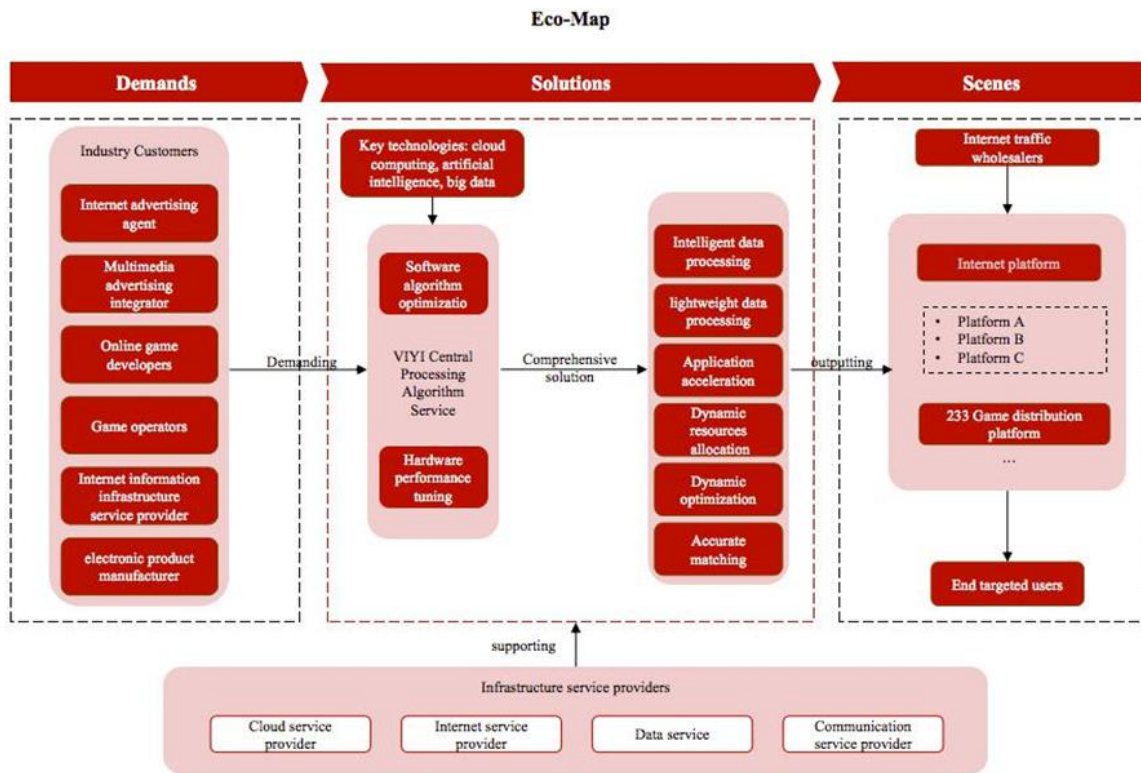 Eco-Map
Demands
Solutions
Scenes
Industry Customers
Internet advertising
agent
Multimedia
advertising
integrator
Online game
developers
Game operators
Internet information
infrastructure
service provider
electronic product
manufacturer
Demanding
Key technologies: cloud
computing, artificial
intelligence, big data
Software
algorithm
optimizatio
VIYI Central
Processing
Algorithm
Service
Hardware
performance
tuning
Comprehensive
solution
Intelligent data
processing
lightweight data
processing
Application
acceleration
Dynamic
resources
allocation
Dynamic
optimization
Accurate
matching
outputting
Internet traffic
wholesalers
Internet platform
• Platform A
• Platform B
• Platform C
233 Game distribution
platform
...
End targeted users
supporting
Infrastructure service providers
Cloud service
provider
Internet service
provider
Data service
Communication
service provider